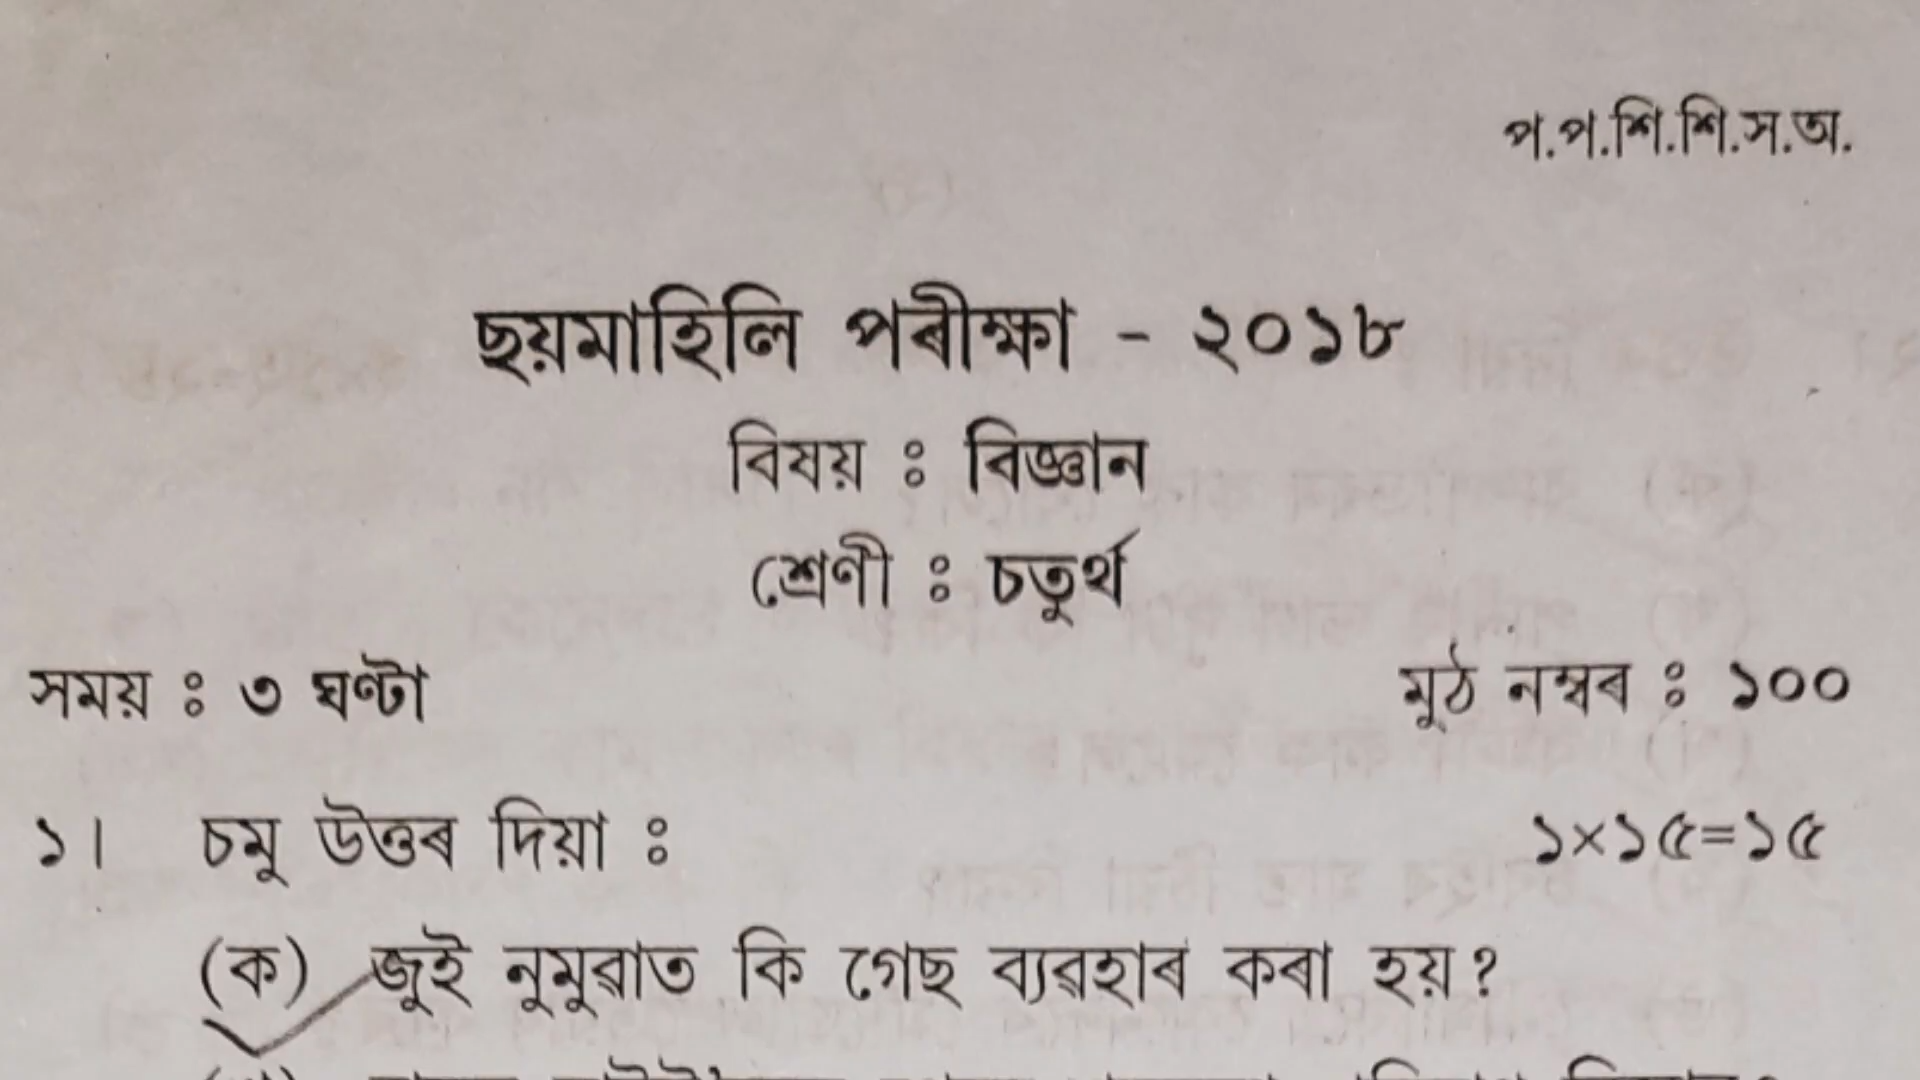 প.প.শি.শি.স.অ.
ছয়মাহিলি পৰীক্ষা - ২০১৮
বিষয় : বিজ্ঞান
শ্ৰেণী : চতুৰ্থ
সময় : ৩ ঘণ্টা মুঠ নম্বৰ : ১০০
১। চমু উত্তৰ দিয়া : ১×১৫=১৫
(ক) জুই নুমুৱাত কি গেছ ব্যৱহাৰ কৰা হয়?